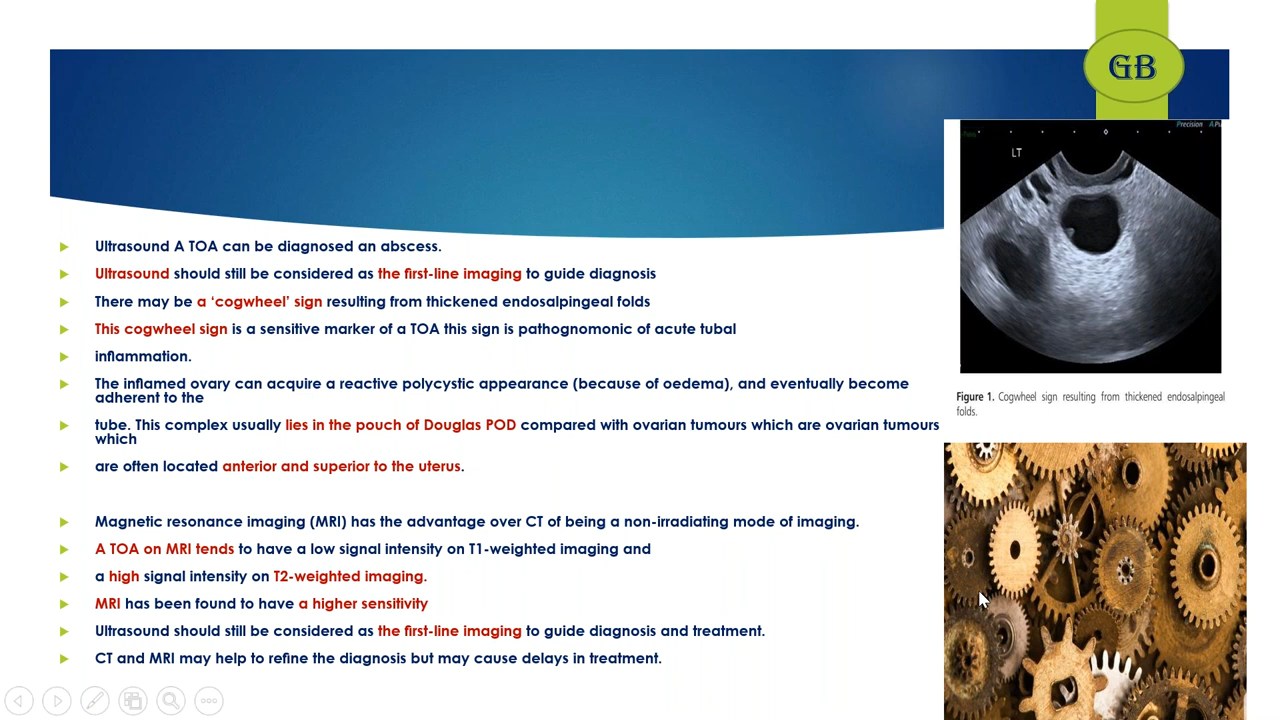 GB
Precision
LT
Ultrasound A TOA can be diagnosed an abscess.
Ultrasound should still be considered as the first-line imaging to guide diagnosis
There may be a ‘cogwheel’ sign resulting from thickened endosalpingeal folds
This cogwheel sign is a sensitive marker of a TOA this sign is pathognomonic of acute tubal
inflammation.
The inflamed ovary can acquire a reactive polycystic appearance (because of oedema), and eventually become
adherent to the
tube. This complex usually lies in the pouch of Douglas POD compared with ovarian tumours which are ovarian tumours
which
are often located anterior and superior to the uterus.
Magnetic resonance imaging (MRI) has the advantage over CT of being a non-irradiating mode of imaging.
A TOA on MRI tends to have a low signal intensity on T1-weighted imaging and
a high signal intensity on T2-weighted imaging.
MRI has been found to have a higher sensitivity
Ultrasound should still be considered as the first-line imaging to guide diagnosis and treatment.
CT and MRI may help to refine the diagnosis but may cause delays in treatment.
Figure 1. Cogwheel sign resulting from thickened endosalpingeal
folds.